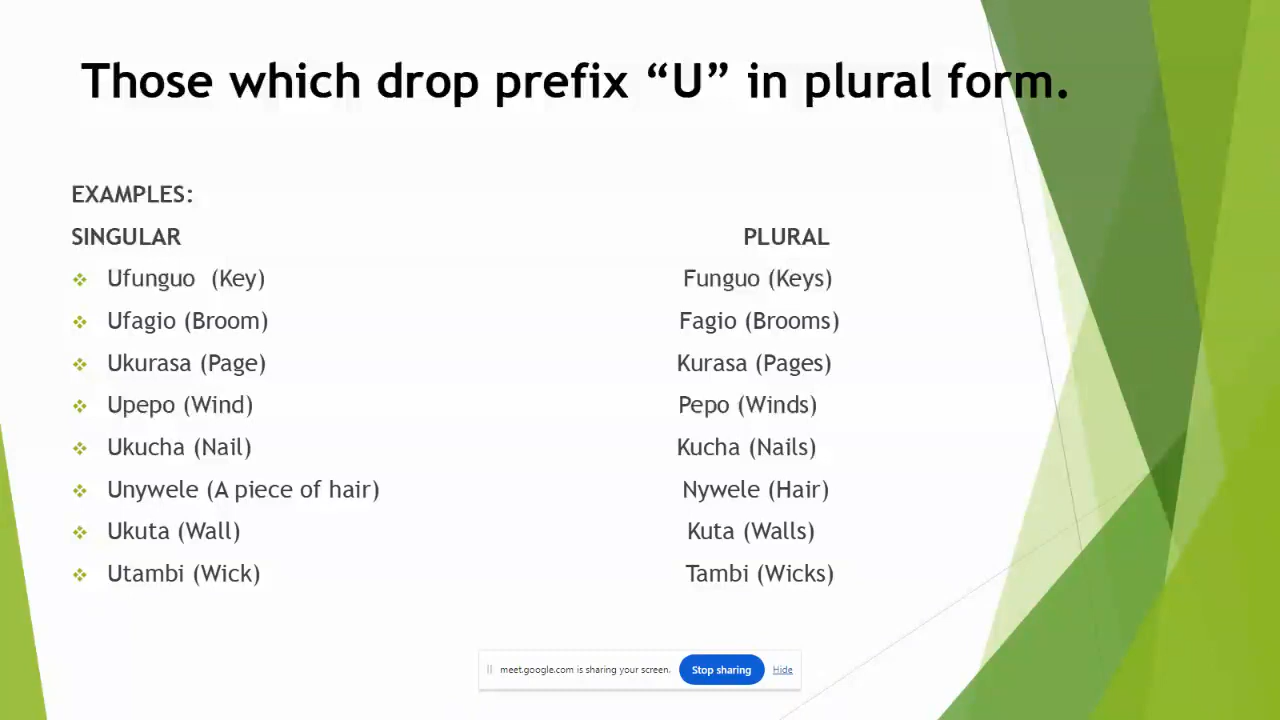 Those which drop prefix “U” in plural form.
EXAMPLES:
SINGULAR PLURAL
Ufunguo (Key) Funguo (Keys)
Ufagio (Broom) Fagio (Brooms)
Ukurasa (Page) Kurasa (Pages)
Upepo (Wind) Pepo (Winds)
Ukucha (Nail) Kucha (Nails)
Unywele (A piece of hair) Nywele (Hair)
Ukuta (Wall) Kuta (Walls)
Utambi (Wick) Tambi (Wicks)
meet.google.com is sharing your screen. Stop sharing Hide